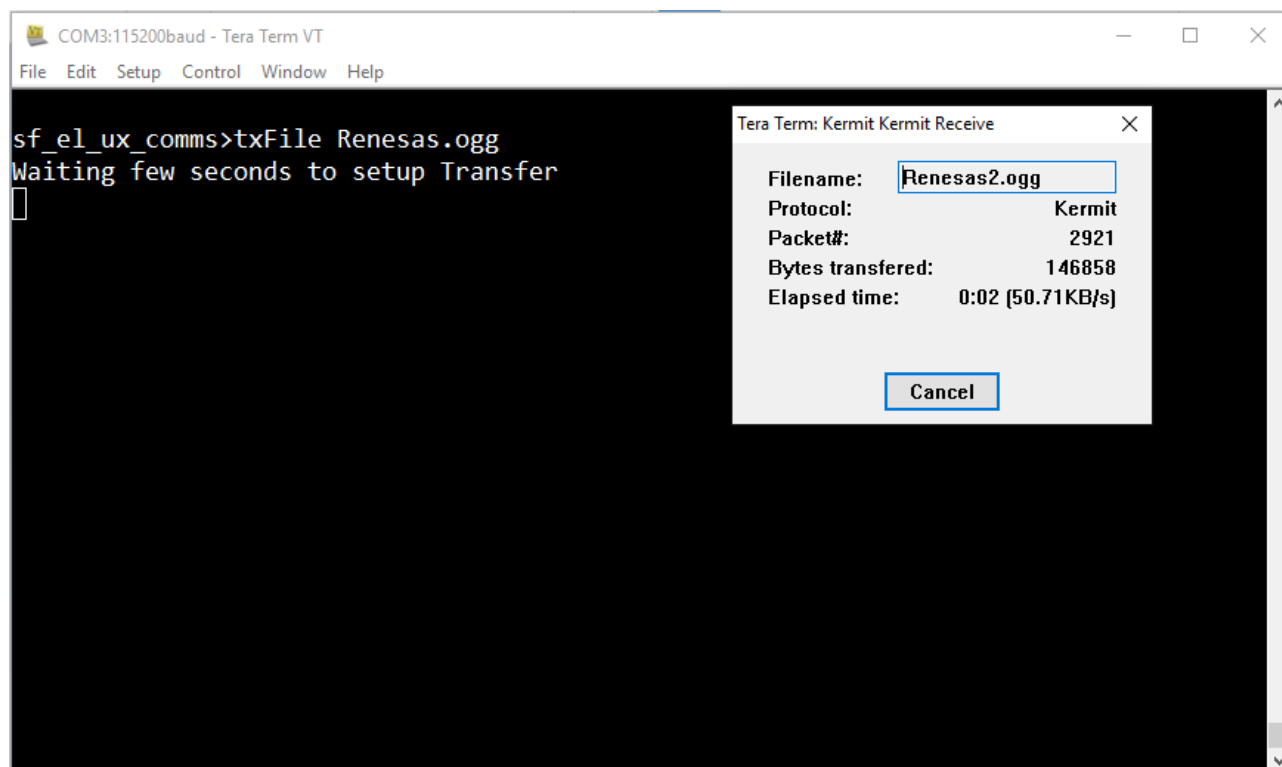 COM3:115200baud - Tera Term VT
File Edit Setup Control Window Help
sf_el_ux_comms>txFile Renesas.ogg
Waiting few seconds to setup Transfer
Tera Term: Kermit Kermit Receive
Filename: Renesas2.ogg
Protocol: Kermit
Packet#: 2921
Bytes transfered: 146858
Elapsed time: 0:02 (50.71KB/s)
Cancel